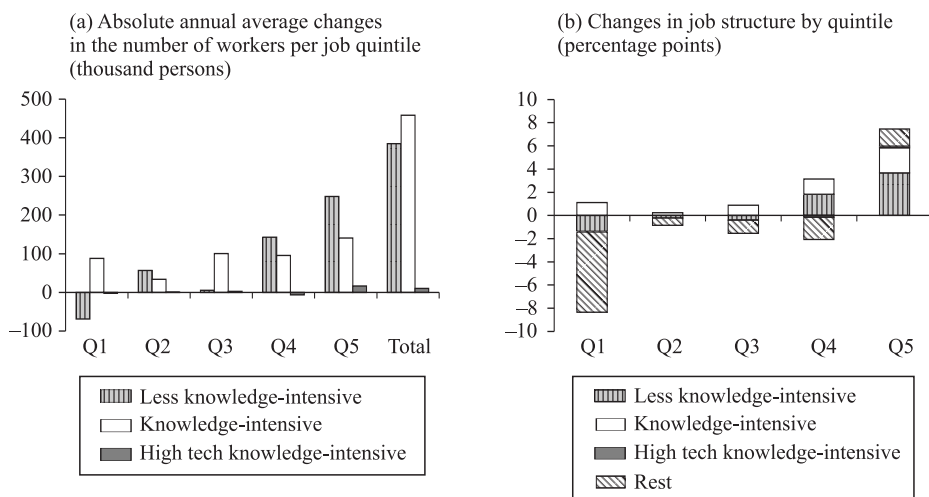 (a) Absolute annual average changes
in the number of workers per job quintile
(thousand persons)
500
400
300
200
100
0
–100
Q1 Q2 Q3 Q4 Q5 Total
Less knowledge-intensive
Knowledge-intensive
High tech knowledge-intensive
(b) Changes in job structure by quintile
(percentage points)
10
8
6
4
2
0
–2
–4
–6
–8
–10
Q1 Q2 Q3 Q4 Q5
Less knowledge-intensive
Knowledge-intensive
High tech knowledge-intensive
Rest